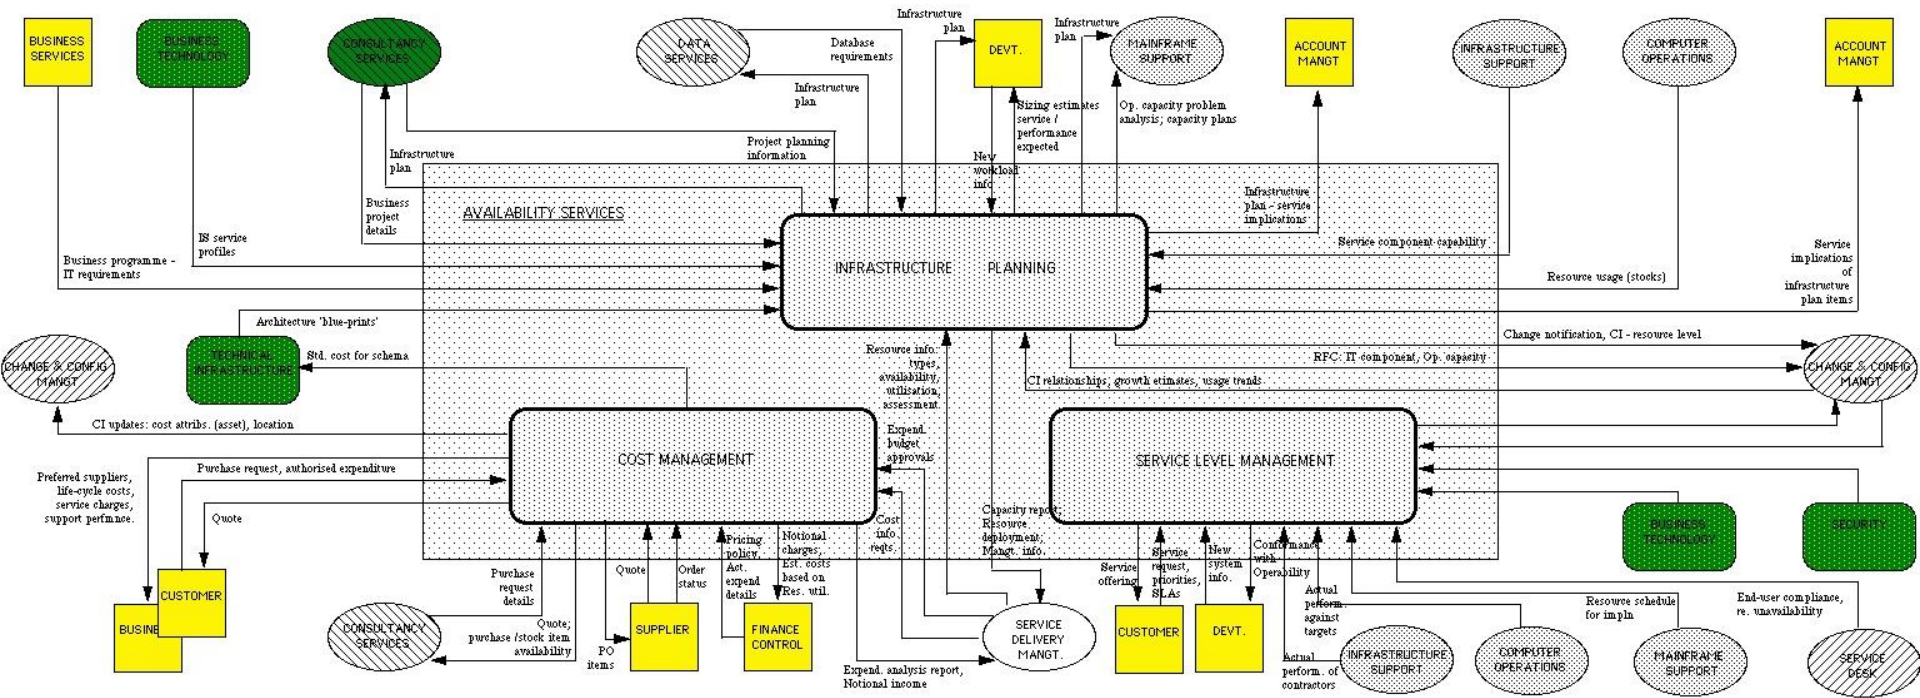 BUSINESS
SERVICES
BUSINESS
TECHNOLOGY
CONSULTANCY
SERVICES
DATA
SERVICES
Database
requirements
Infrastructure
plan
Infrastructure
plan
DEVT.
Infrastructure
plan
MAINFRAME
SUPPORT
ACCOUNT
MANGT
INFRASTRUCTURE
SUPPORT
COMPUTER
OPERATIONS
ACCOUNT
MANGT
Sizing estimates
service /
performance
expected
Op. capacity problem
analysis; capacity plans
Infrastructure
plan
Project planning
information
New
workload
info
Business
project
details
AVAILABILITY SERVICES
Infrastructure
plan - service
implications
IS service
profiles
Business programme -
IT requirements
INFRASTRUCTURE PLANNING
Service component capability
Resource usage (stocks)
Service
implications
of
infrastructure
plan items
Architecture 'blue-prints'
CHANGE & CONFIG
MANGT
TECHNICAL
INFRASTRUCTURE
Std. cost for schema
Resource info:
types,
availability,
utilisation,
assessment
Change notification, CI - resource level
RFC: IT component, Op. capacity
CI relationships, growth etimates, usage trends
CHANGE & CONFIG
MANGT
CI updates: cost attribs. (asset), location
Expend.
budget
approvals
COST MANAGEMENT
SERVICE LEVEL MANAGEMENT
Preferred suppliers,
life-cycle costs,
service charges,
support perfmnce.
Purchase request, authorised expenditure
Quote
Cost
info.
reqts.
Capacity report,
Resource
deployment;
Mangt. info.
BUSINESS
TECHNOLOGY
SECURITY
CUSTOMER
BUSINE
Purchase
request
details
Quote
Order
status
Pricing
policy,
Act.
expend
details
Notional
charges,
Est. costs
based on
Res. util.
Service
offering
Service
request,
priorities,
SLAs
New
system
info.
Conformance
with
Operability
Actual
perform.
against
targets
Resource schedule
for impln
End-user compliance,
re. unavailability
CONSULTANCY
SERVICES
Quote;
purchase /stock item
availability
PO
items
SUPPLIER
FINANCE
CONTROL
Expend. analysis report,
Notional income
SERVICE
DELIVERY
MANGT.
CUSTOMER
DEVT.
Actual
perform. of
contractors
INFRASTRUCTURE
SUPPORT
COMPUTER
OPERATIONS
MAINFRAME
SUPPORT
SERVICE
DESK